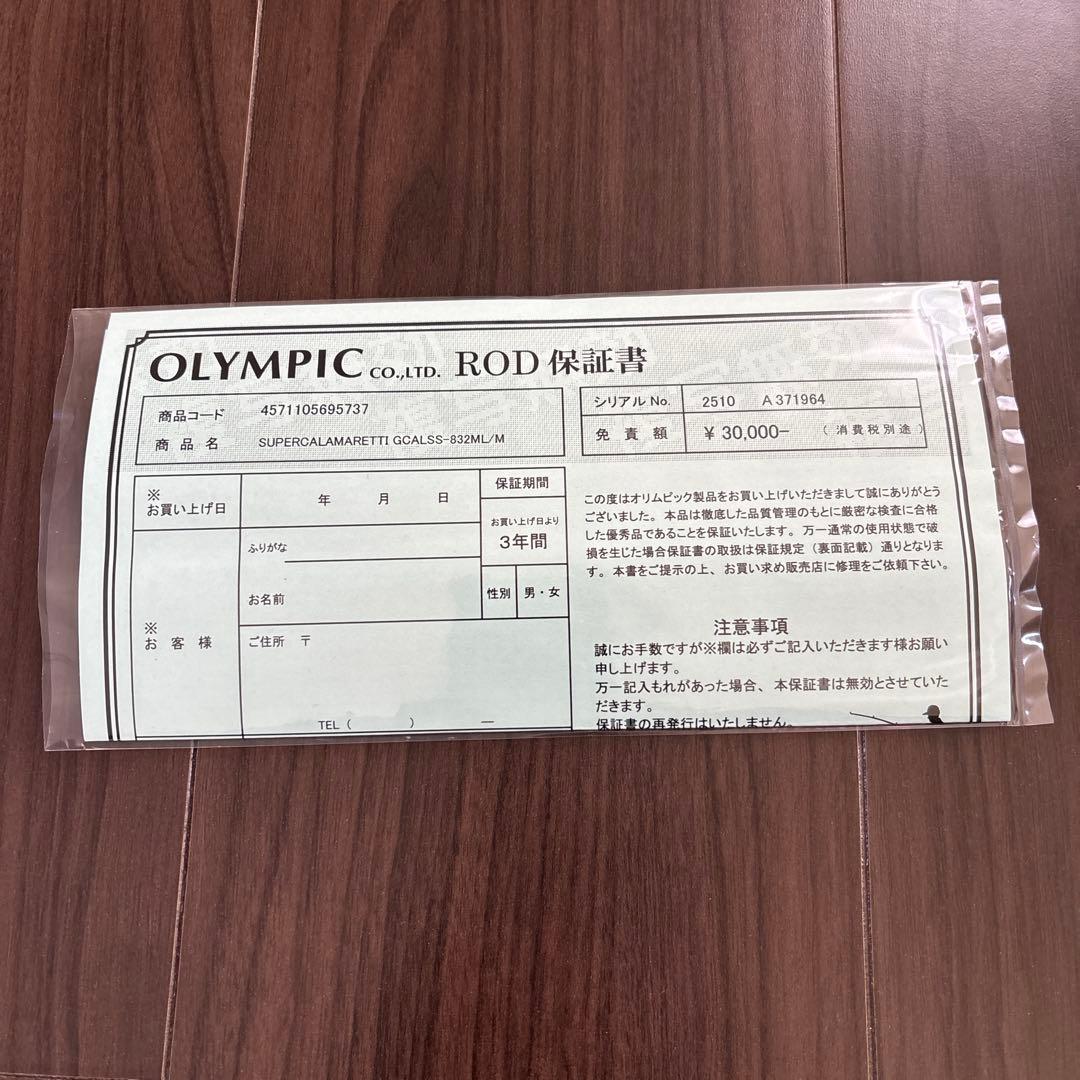 OLYMPIC CO.,LTD. ROD 保証書
商品コード 4571105695737
商品名 SUPERCALAMARETTI GCALSS-832ML/M
シリアル No. 2510 A371964
免責額 ¥ 30,000- (消費税別途)
※
お買い上げ日
年 月 日
保証期間
お買い上げ日より
3年間
ふりがな
お名前
性別 男・女
※
お客様
ご住所 〒
TEL ( ) ―
この度はオリムピック製品をお買い上げいただきまして誠にありがとう
ございました。本品は徹底した品質管理のもとに厳密な検査に合格
した優秀品であることを保証いたします。万一通常の使用状態で破
損を生じた場合保証書の取扱は保証規定(裏面記載)通りとなりま
す。本書をご提示の上、お買い求め販売店に修理をご依頼下さい。
注意事項
誠にお手数ですが※欄は必ずご記入いただきます様お願い
申し上げます。
万一記入もれがあった場合、本保証書は無効とさせていた
だきます。
保証書の再発行はいたしません。